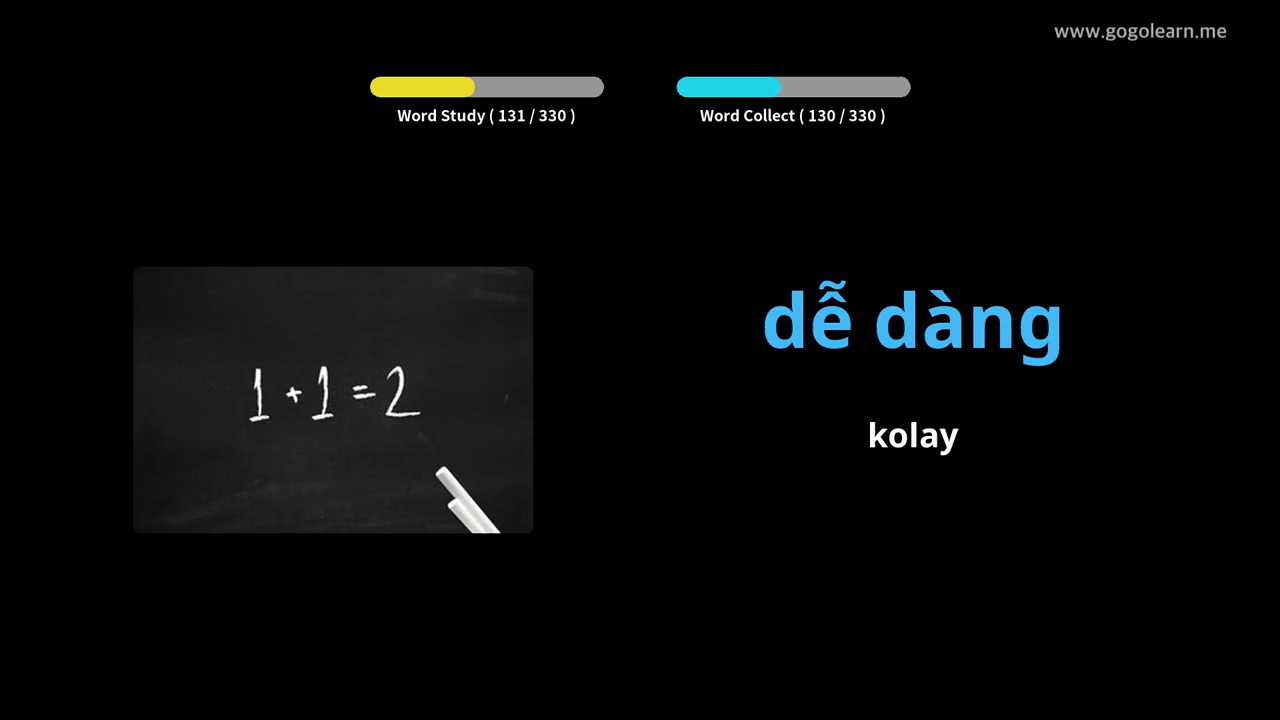 www.gogolearn.me
Word Study ( 131 / 330 )
Word Collect ( 130 / 330 )
1 + 1 = 2
dễ dàng
kolay